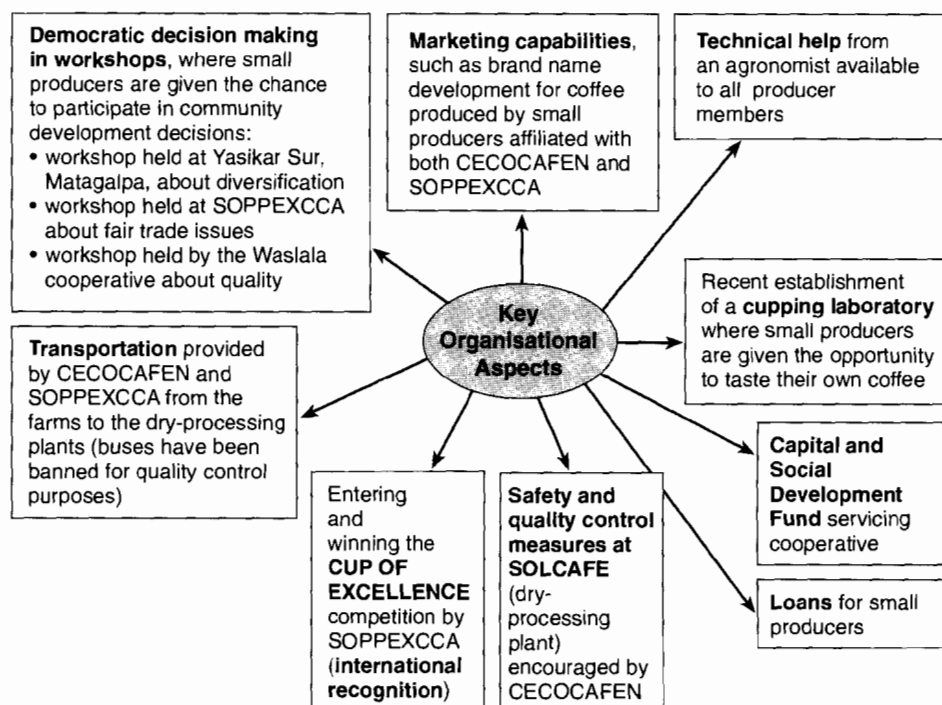 Democratic decision making
in workshops, where small
producers are given the chance
to participate in community
development decisions:
• workshop held at Yasikar Sur,
Matagalpa, about diversification
• workshop held at SOPPEXCCA
about fair trade issues
• workshop held by the Waslala
cooperative about quality
Marketing capabilities,
such as brand name
development for coffee
produced by small
producers affiliated with
both CECOCAFEN and
SOPPEXCCA
Technical help from
an agronomist available
to all producer
members
Key
Organisational
Aspects
Recent establishment
of a cupping laboratory
where small producers
are given the opportunity
to taste their own coffee
Transportation provided
by CECOCAFEN and
SOPPEXCCA from the
farms to the dry-processing
plants (buses have been
banned for quality control
purposes)
Entering
and
winning the
CUP OF
EXCELLENCE
competition by
SOPPEXCCA
(international
recognition)
Safety and
quality control
measures at
SOLCAFE
(dry-
processing
plant)
encouraged by
CECOCAFEN
Capital and
Social
Development
Fund servicing
cooperative
Loans for small
producers